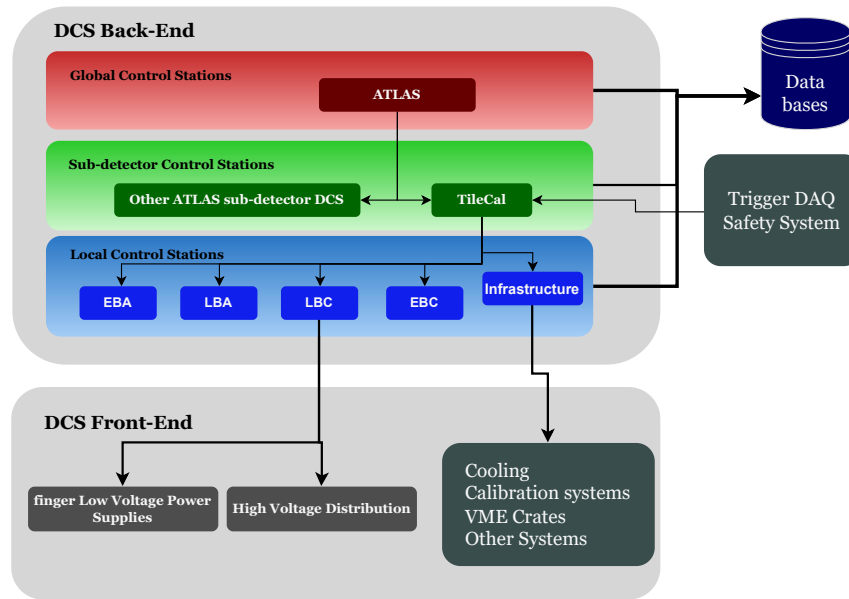 DCS Back-End
Global Control Stations
ATLAS
Sub-detector Control Stations
Other ATLAS sub-detector DCS
TileCal
Local Control Stations
EBA
LBA
LBC
EBC
Infrastructure
Data
bases
Trigger DAQ
Safety System
DCS Front-End
finger Low Voltage Power
Supplies
High Voltage Distribution
Cooling
Calibration systems
VME Crates
Other Systems